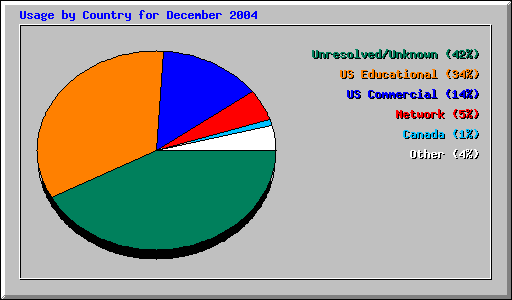 Usage by Country for December 2004
Unresolved/Unknown (42%)
US Educational (34%)
US Commercial (14%)
Network (5%)
Canada (1%)
Other (4%)